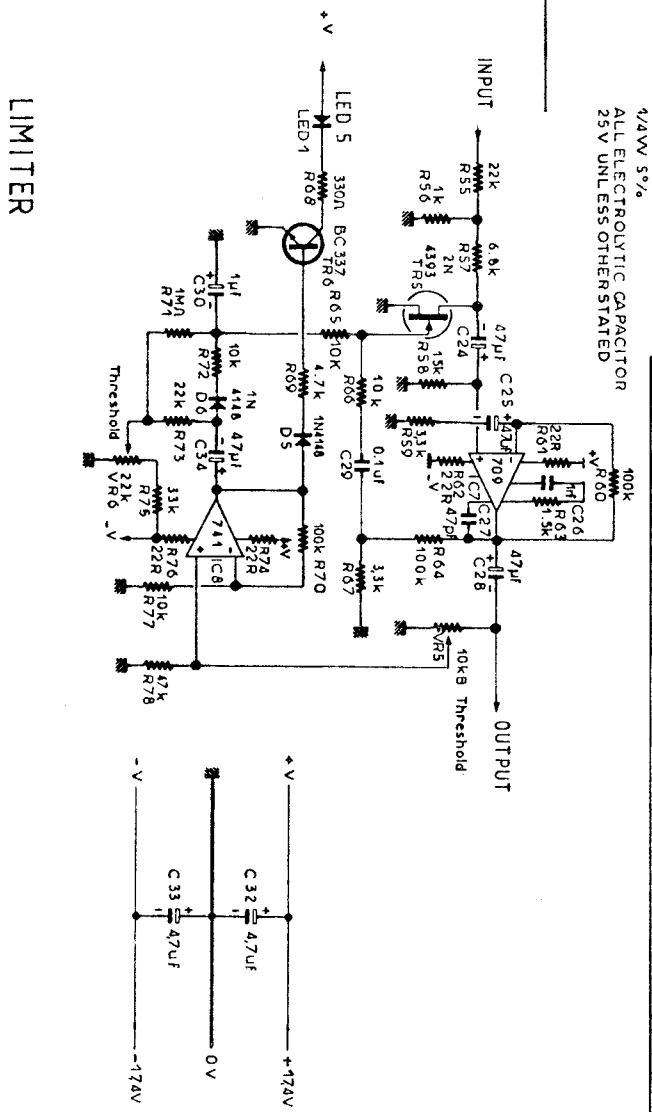 1/4W 5%
ALL ELECTROLYTIC CAPACITOR
25V UNLESS OTHERSTATED
INPUT
22k
R55
1k
R56
6.8k
R57
2N
4393
TR5
47µf
C24
15k
R58
C25
47µF
3,3k
R59
22R
R61
+V
100k
R60
709
IC7
22R
R62
-V
1nf
C26
1.5k
R63
C27
47pf
47µf
C28
OUTPUT
R64
100k
VR5
10kB Threshold
+V
LED 5
LED1
330Ω
R68
BC337
TR6
R65
10K
10k
R66
0.1uf
C29
3,3k
R67
4.7k
R69
1N4148
D5
100k
R70
1µf
C30
1MΩ
R71
10k
R72
1N
4148
D6
22k
R73
47µf
C34
Threshold
22k
VR6
33k
R75
-V
741
IC8
+V
R74
22R
R76
22R
10k
R77
47k
R78
LIMITER
+V
C32
4,7uF
+17,4V
0V
C33
4,7uF
-V
-17,4V